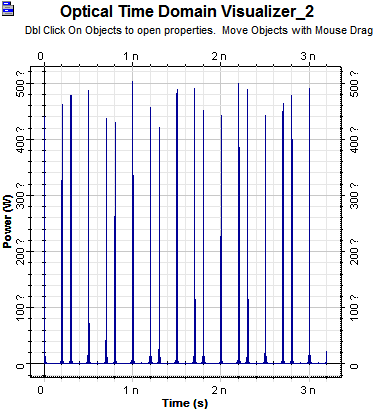 Optical Time Domain Visualizer_2
Dbl Click On Objects to open properties. Move Objects with Mouse Drag
0 1 n 2 n 3 n
500 ? 500 ?
400 ? 400 ?
300 ? 300 ?
200 ? 200 ?
100 ? 100 ?
0 0
Power (W)
0 1 n 2 n 3 n
Time (s)